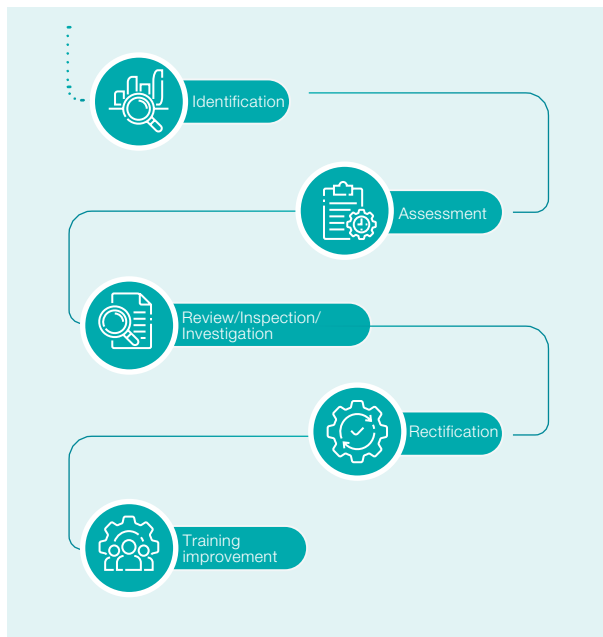 Identification
Assessment
Review/Inspection/
Investigation
Rectification
Training
improvement